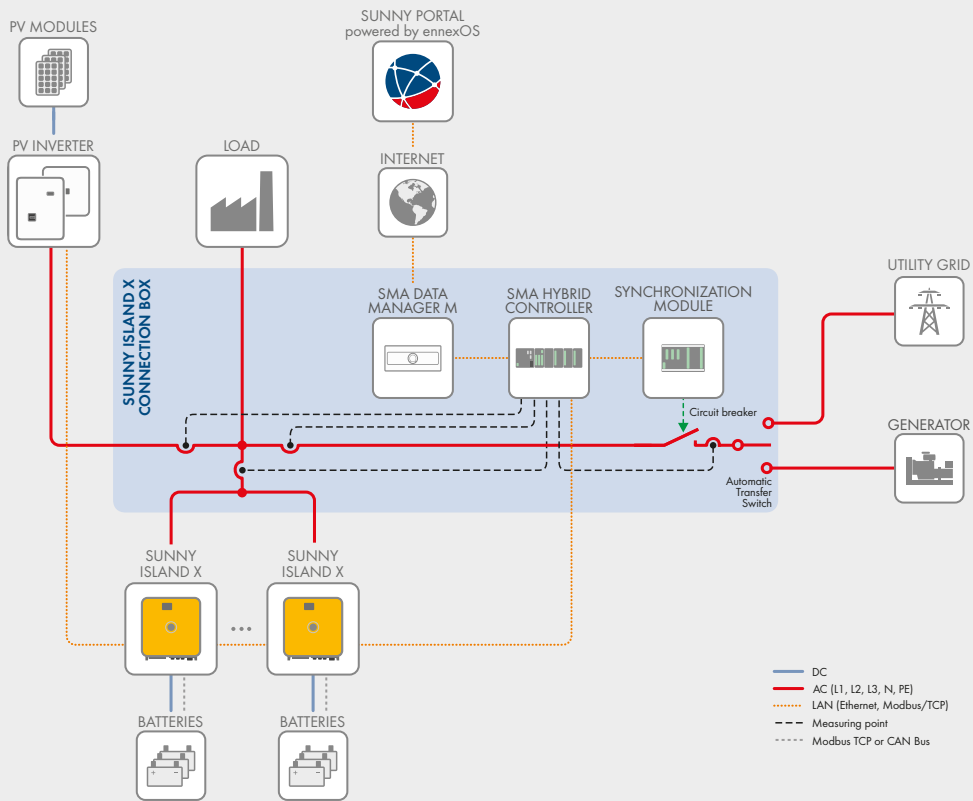 PV MODULES
SUNNY PORTAL
powered by ennexOS
PV INVERTER
LOAD
INTERNET
SUNNY ISLAND X
CONNECTION BOX
SMA DATA
MANAGER M
SMA HYBRID
CONTROLLER
SYNCHRONIZATION
MODULE
UTILITY GRID
Circuit breaker
GENERATOR
Automatic
Transfer
Switch
SUNNY
ISLAND X
SUNNY
ISLAND X
...
BATTERIES
BATTERIES
DC
AC (L1, L2, L3, N, PE)
LAN (Ethernet, Modbus/TCP)
Measuring point
Modbus TCP or CAN Bus